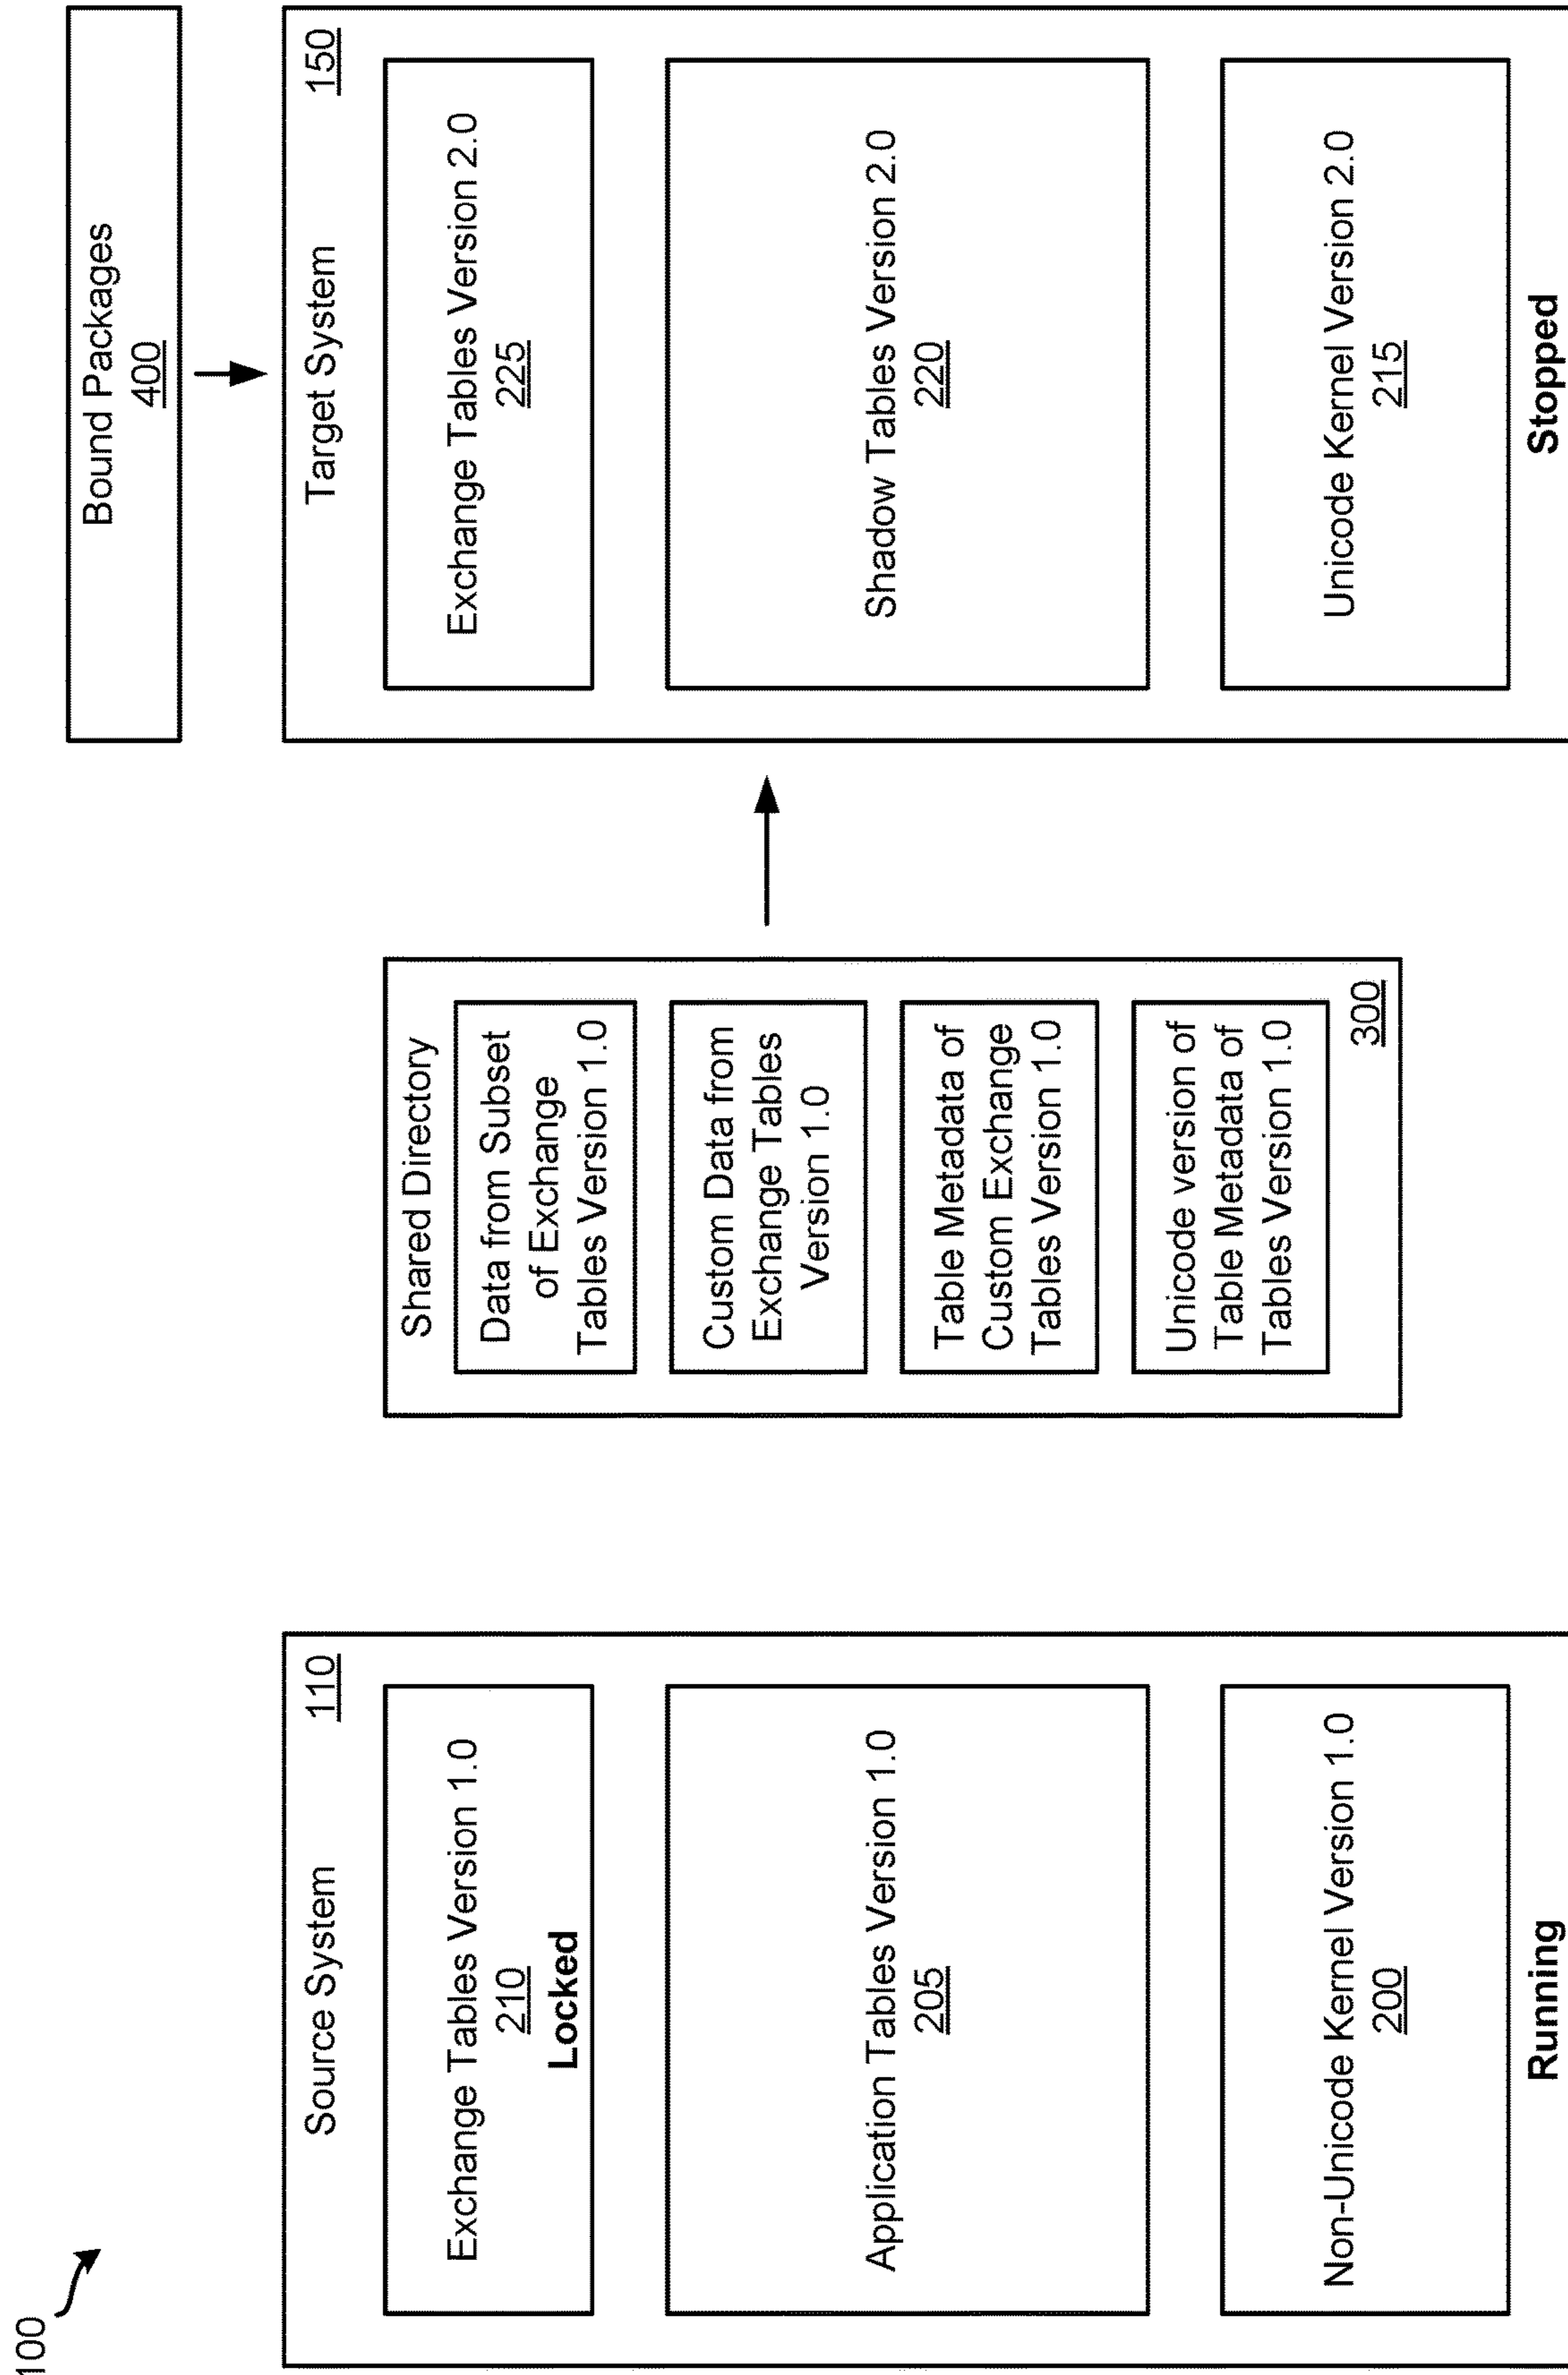 100
Source System
110
Exchange Tables Version 1.0
210
Locked
Application Tables Version 1.0
205
Non-Unicode Kernel Version 1.0
200
Running
Shared Directory
Data from Subset
of Exchange
Tables Version 1.0
Custom Data from
Exchange Tables
Version 1.0
Table Metadata of
Custom Exchange
Tables Version 1.0
Unicode version of
Table Metadata of
Tables Version 1.0
300
Bound Packages
400
Target System
150
Exchange Tables Version 2.0
225
Shadow Tables Version 2.0
220
Unicode Kernel Version 2.0
215
Stopped